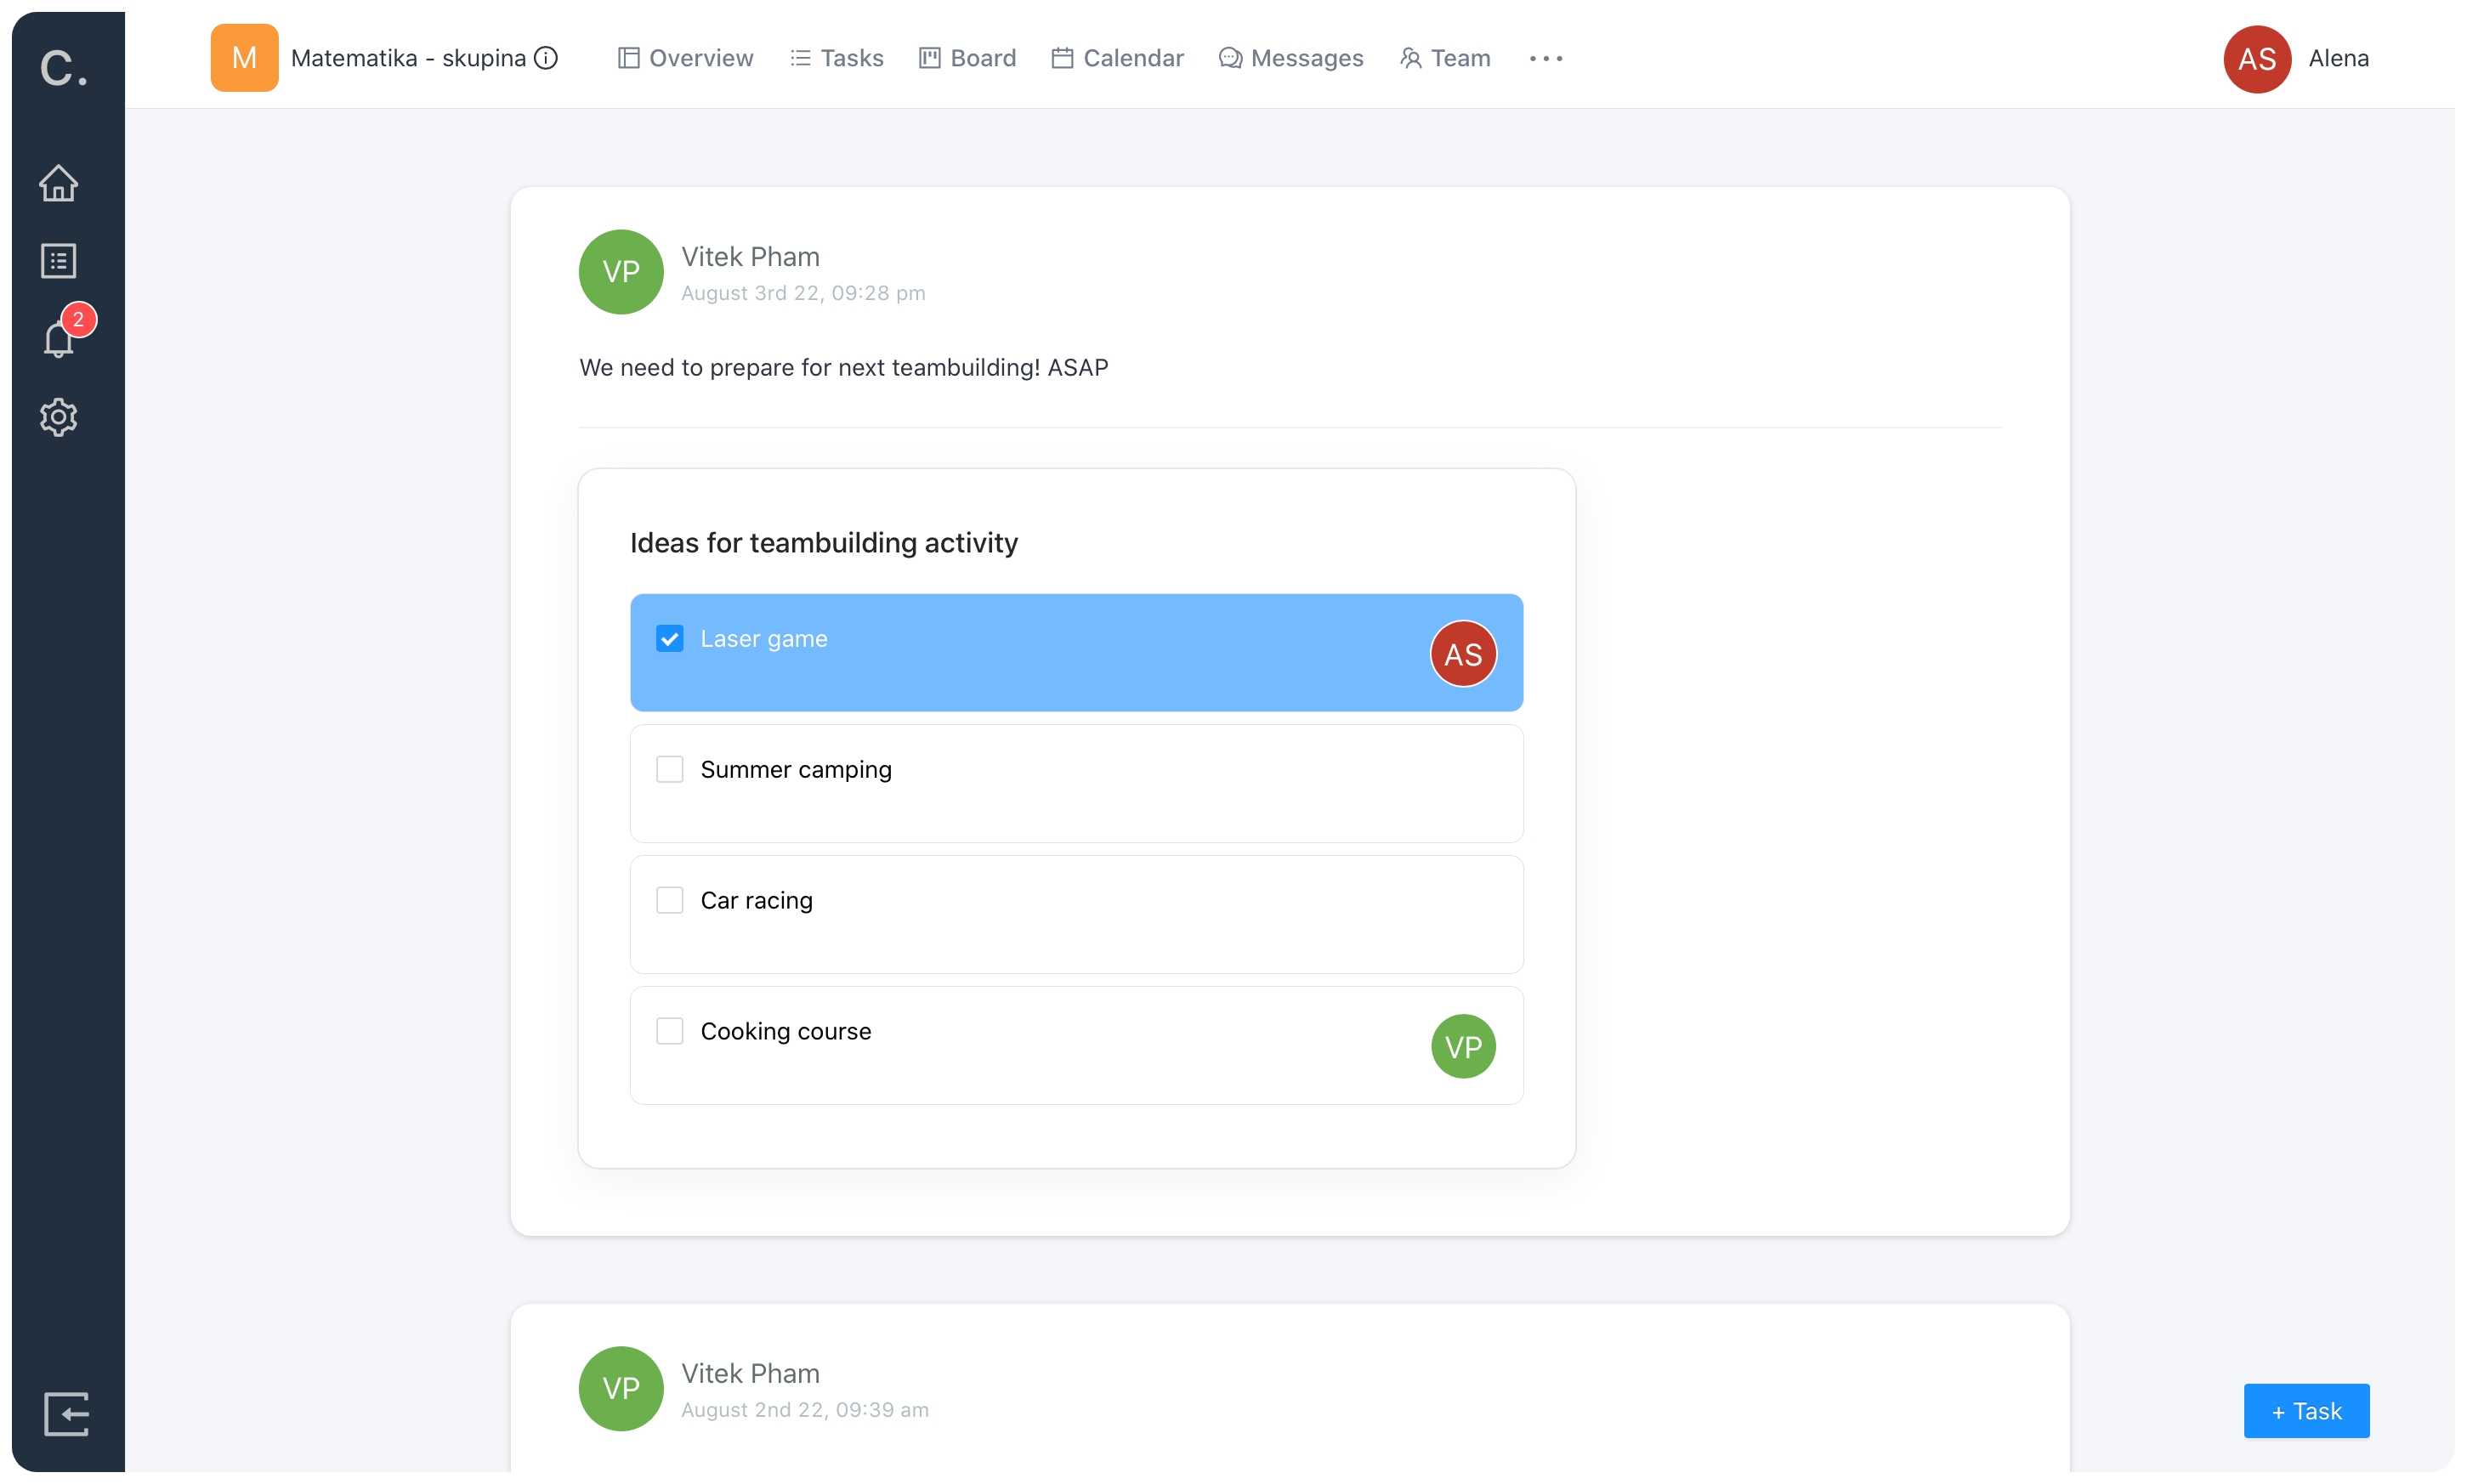 C.
M
Matematika - skupina
Overview
Tasks
Board
Calendar
Messages
Team
AS
Alena
2
VP
Vitek Pham
August 3rd 22, 09:28 pm
We need to prepare for next teambuilding! ASAP
Ideas for teambuilding activity
Laser game
AS
Summer camping
Car racing
Cooking course
VP
VP
Vitek Pham
August 2nd 22, 09:39 am
+ Task